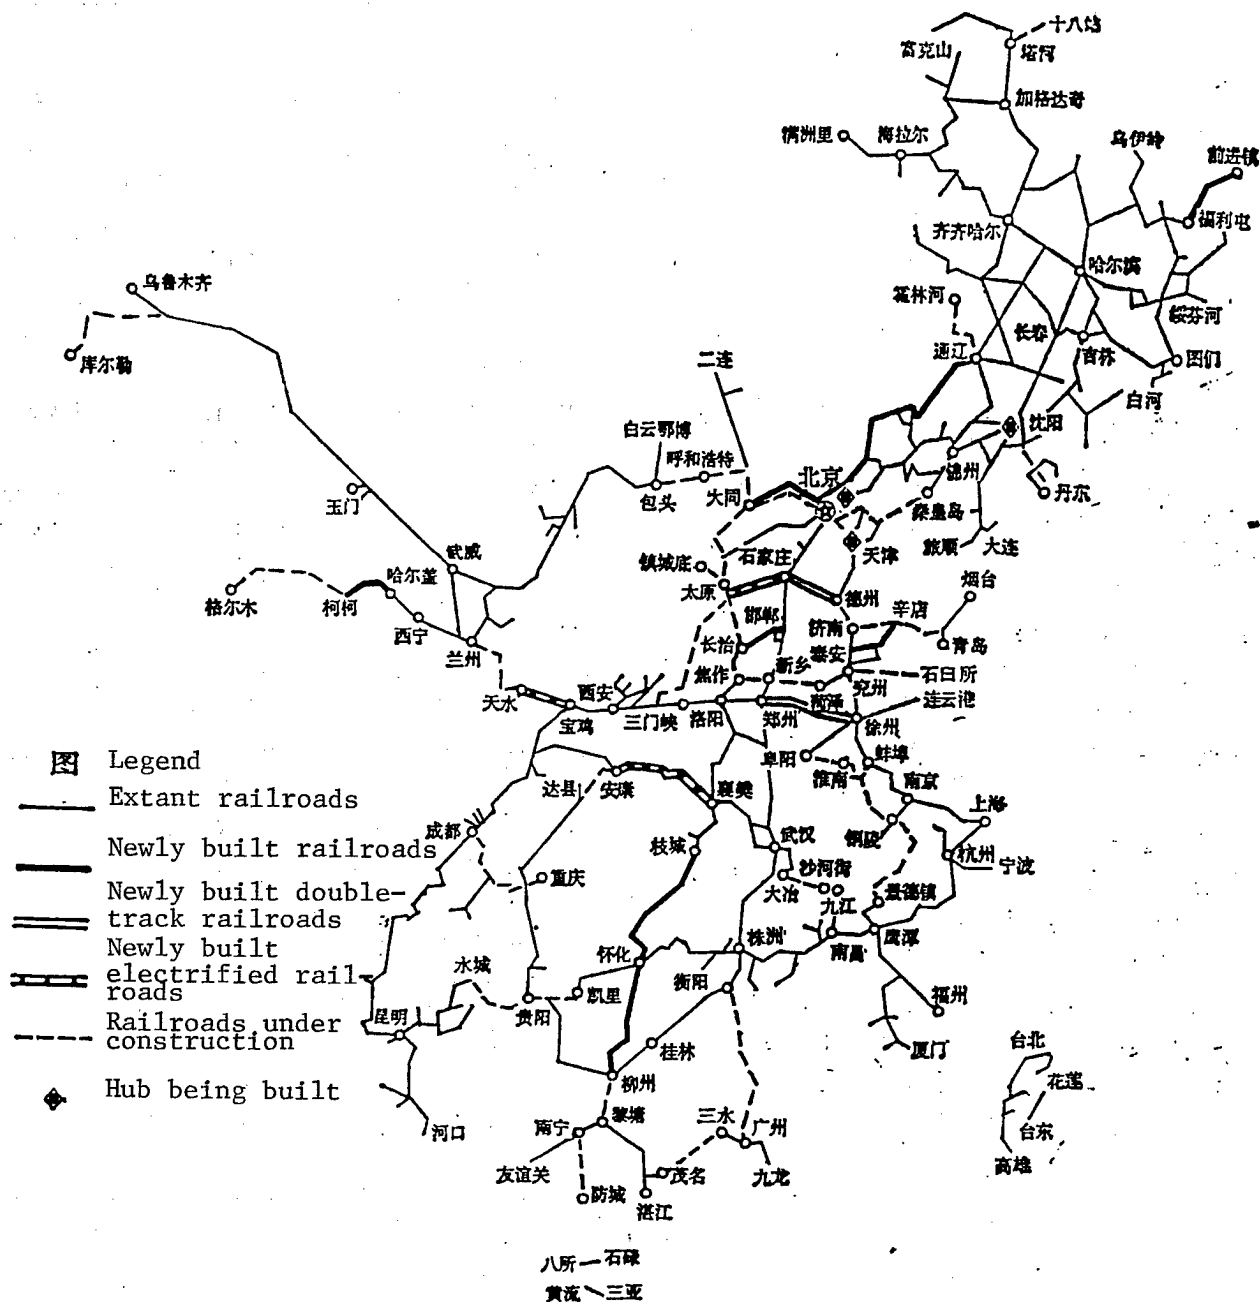 十八站
富克山
塔河
加格达奇
满洲里
海拉尔
乌伊岭
前进镇
齐齐哈尔
福利屯
哈尔滨
乌鲁木齐
霍林河
绥芬河
长春
库尔勒
通辽
吉林
图们
二连
白河
沈阳
白云鄂博
呼和浩特
北京
锦州
玉门
包头
大同
秦皇岛
丹东
天津
旅顺
大连
武威
石家庄
镇城底
哈尔盖
烟台
格尔木
柯柯
太原
德州
辛店
西宁
邯郸
济南
青岛
兰州
长治
泰安
焦作
新乡
石臼所
兖州
天水
西安
菏泽
连云港
宝鸡
三门峡
洛阳
郑州
徐州
图 Legend
阜阳
蚌埠
淮南
Extant railroads
达县
安康
襄樊
南京
上海
成都
铜陵
Newly built railroads
枝城
武汉
杭州
宁波
沙河街
重庆
大冶
九江
景德镇
Newly built double-
track railroads
株洲
南昌
鹰潭
Newly built
怀化
electrified rail-
roads
水城
衡阳
凯里
贵阳
福州
昆明
Railroads under
construction
台北
桂林
厦门
花莲
柳州
Hub being built
黎塘
三水
广州
台东
河口
南宁
高雄
友谊关
茂名
九龙
防城
湛江
八所
石碌
黄流
三亚